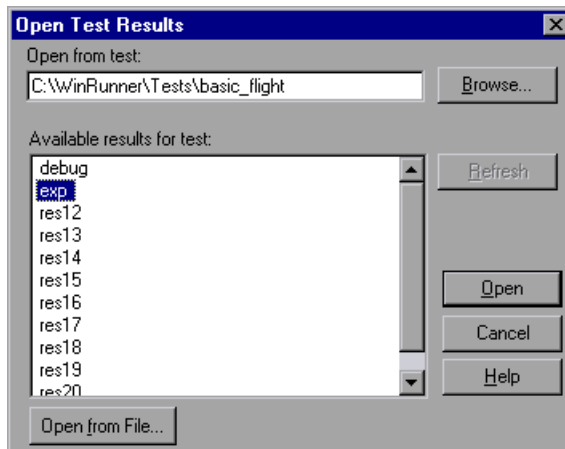 Open Test Results
Open from test:
C:\WinRunner\Tests\basic_flight
Browse...
Available results for test:
debug
exp
res12
res13
res14
res15
res16
res17
res18
res19
res20
Refresh
Open
Cancel
Help
Open from File...